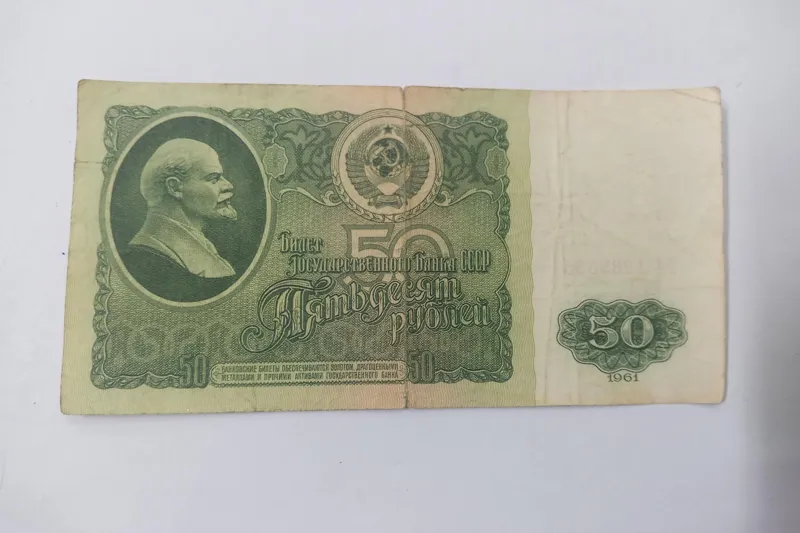 50
Билет
Государственного Банка СССР
Пятьдесят
рублей
50
50
БАНКОВСКИЕ БИЛЕТЫ ОБЕСПЕЧИВАЮТСЯ ЗОЛОТОМ, ДРАГОЦЕННЫМИ
МЕТАЛЛАМИ И ПРОЧИМИ АКТИВАМИ ГОСУДАРСТВЕННОГО БАНКА
50
1961